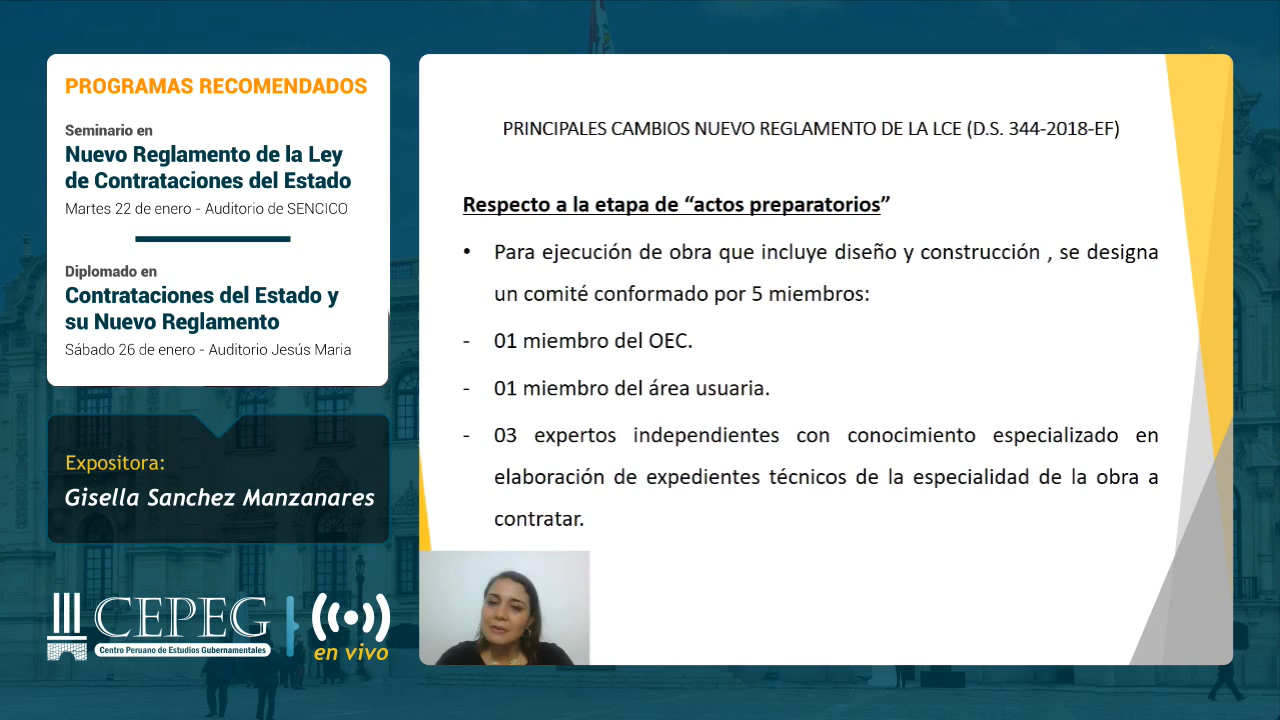 PROGRAMAS RECOMENDADOS
Seminario en
Nuevo Reglamento de la Ley
de Contrataciones del Estado
Martes 22 de enero - Auditorio de SENCICO
Diplomado en
Contrataciones del Estado y
su Nuevo Reglamento
Sábado 26 de enero - Auditorio Jesús Maria
Expositora:
Gisella Sanchez Manzanares
CEPEG
Centro Peruano de Estudios Gubernamentales
en vivo
PRINCIPALES CAMBIOS NUEVO REGLAMENTO DE LA LCE (D.S. 344-2018-EF)
Respecto a la etapa de “actos preparatorios”
• Para ejecución de obra que incluye diseño y construcción , se designa
un comité conformado por 5 miembros:
- 01 miembro del OEC.
- 01 miembro del área usuaria.
- 03 expertos independientes con conocimiento especializado en
elaboración de expedientes técnicos de la especialidad de la obra a
contratar.